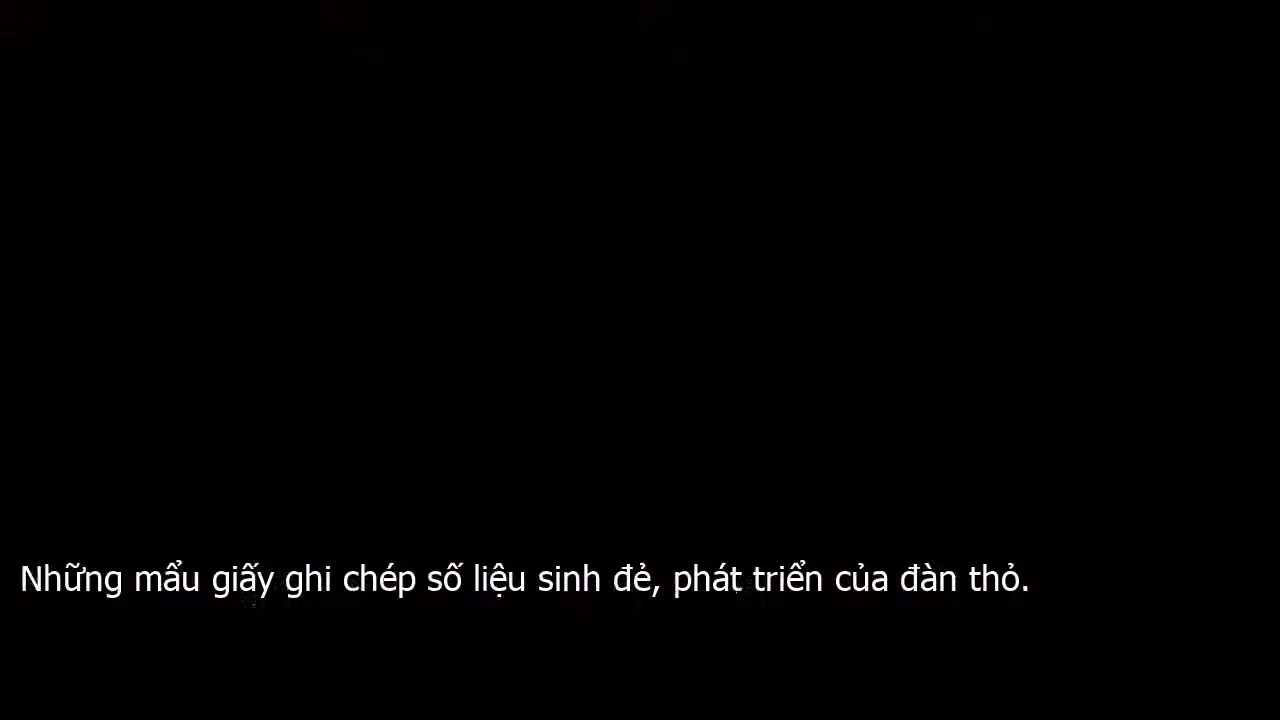 Những mẩu giấy ghi chép số liệu sinh đẻ, phát triển của đàn thỏ.